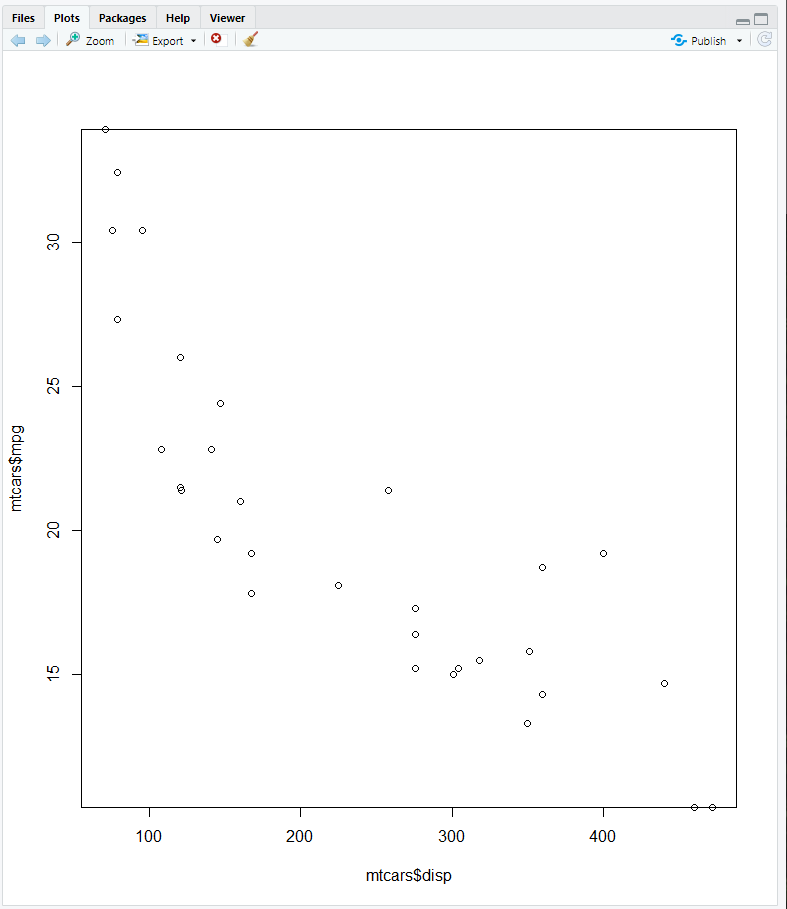 Files Plots Packages Help Viewer
Zoom Export Publish
30
25
20
15
mtcars$mpg
100 200 300 400
mtcars$disp